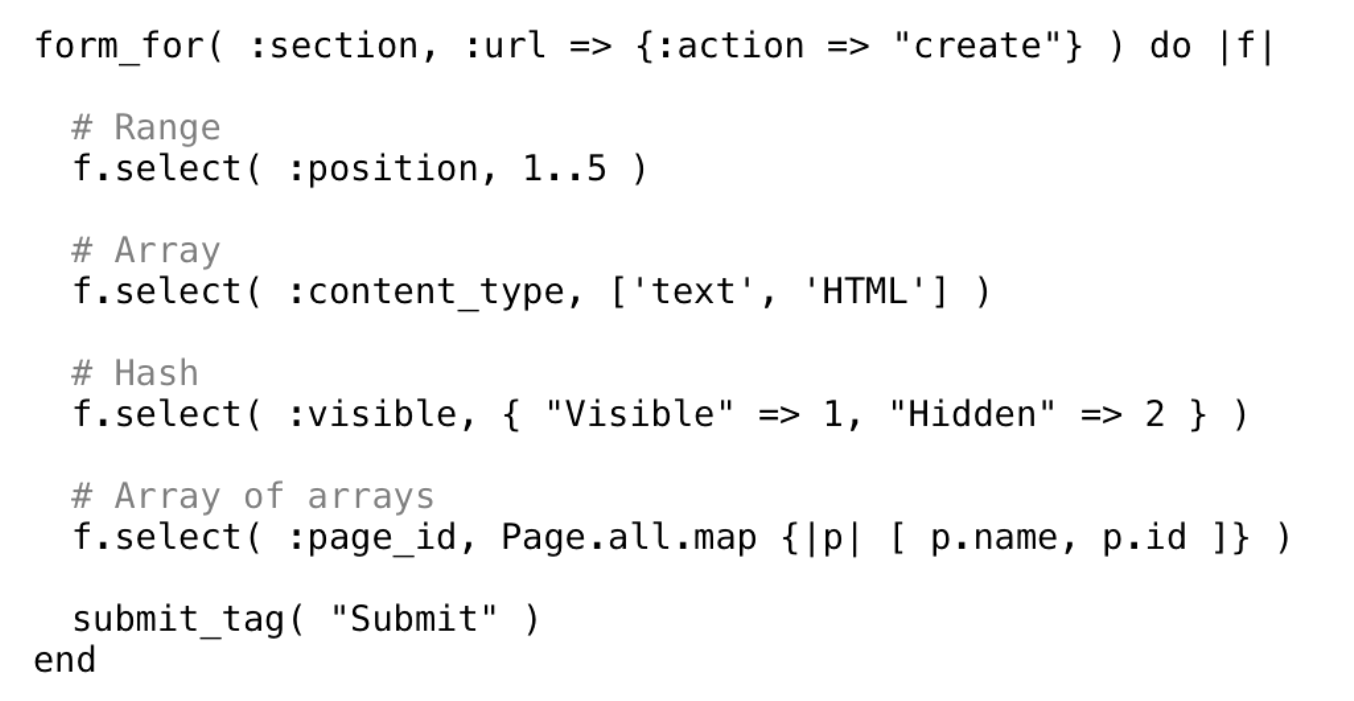 form_for( :section, :url => {:action => "create"} ) do |f|
# Range
f.select( :position, 1..5 )
# Array
f.select( :content_type, ['text', 'HTML'] )
# Hash
f.select( :visible, { "Visible" => 1, "Hidden" => 2 } )
# Array of arrays
f.select( :page_id, Page.all.map {|p| [ p.name, p.id ]} )
submit_tag( "Submit" )
end